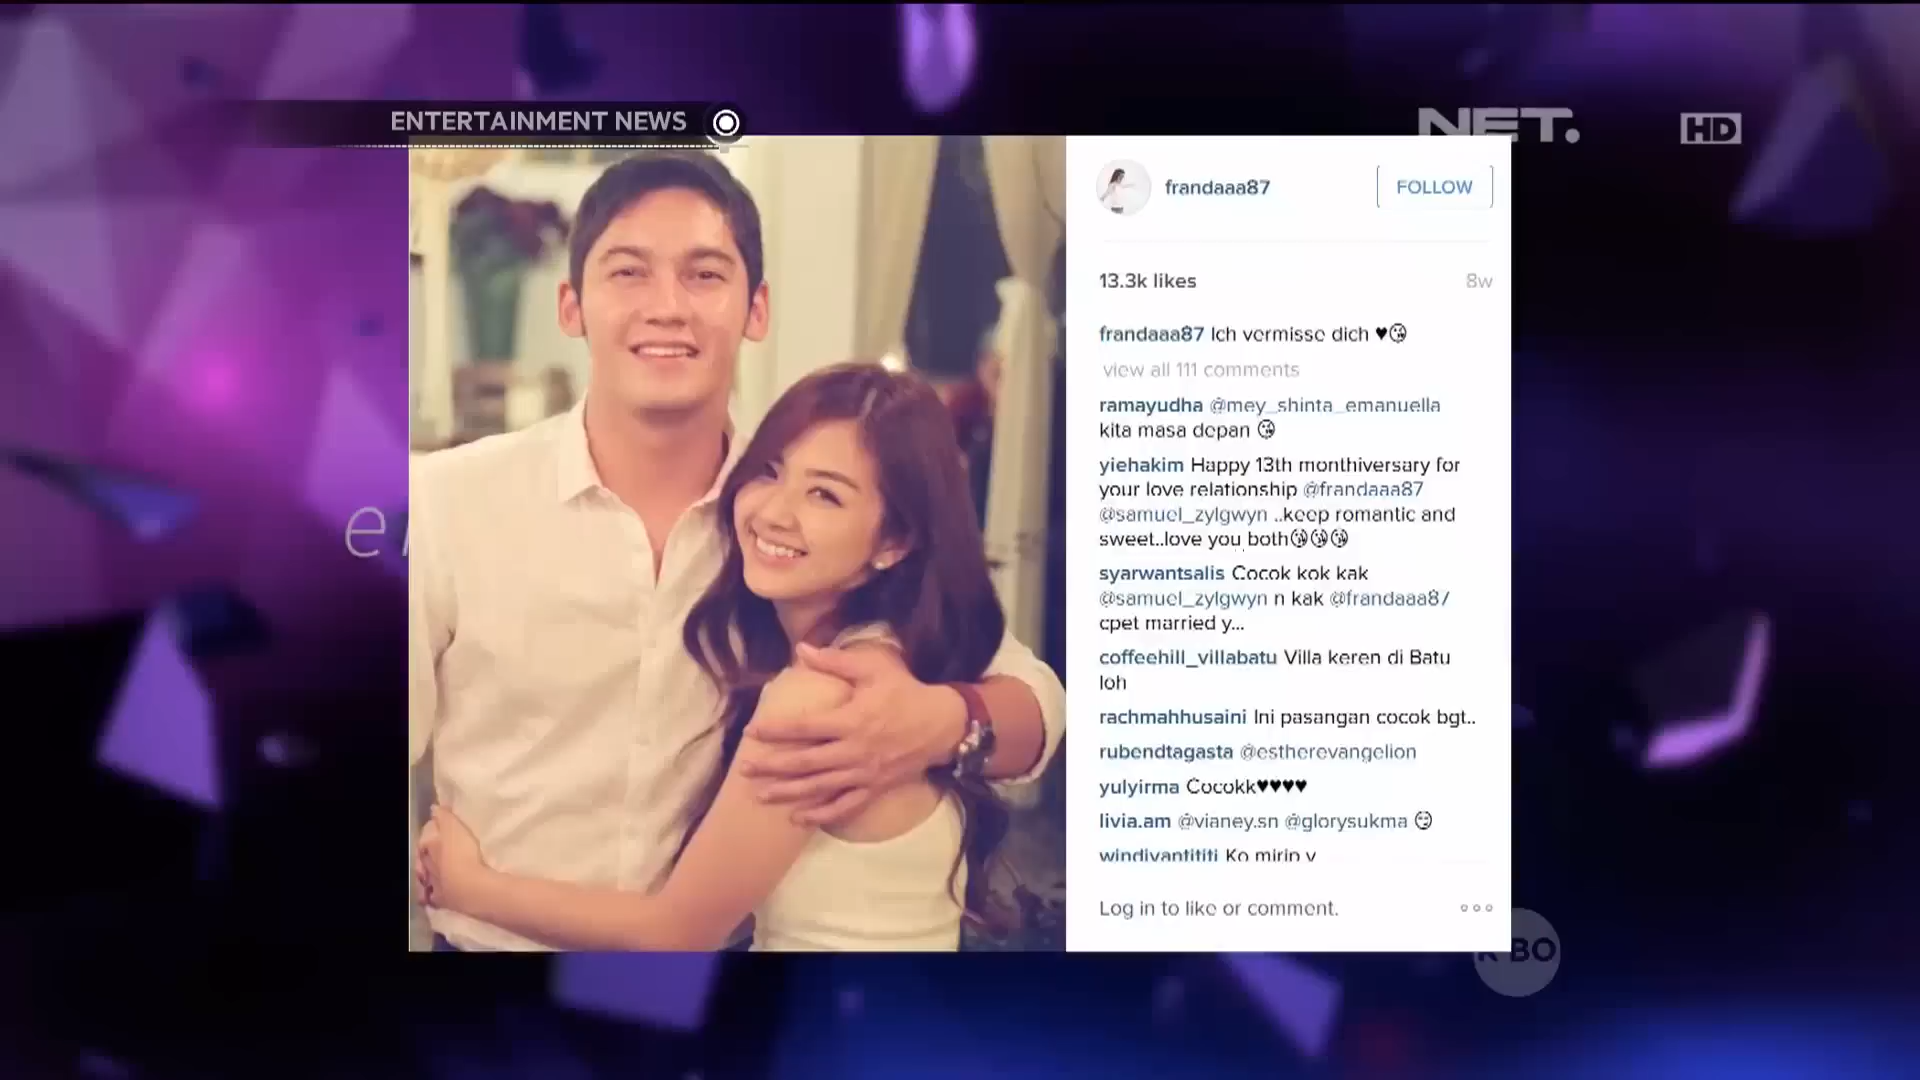 ENTERTAINMENT NEWS
NET.
HD
frandaaa87
FOLLOW
13.3k likes
8w
frandaaa87 Ich vermisse dich ♥😘
view all 111 comments
ramayudha @mey_shinta_emanuella
kita masa depan 😘
yiehakim Happy 13th monthiversary for
your love relationship @frandaaa87
@samuel_zylgwyn ..keep romantic and
sweet..love you both😘😘😘
syarwantsalis Cocok kok kak
@samuel_zylgwyn n kak @frandaaa87
cpet married y...
coffeehill_villabatu Villa keren di Batu
loh
rachmahhusaini Ini pasangan cocok bgt..
rubendtagasta @estherevangelion
yulyirma Cocokk♥♥♥♥
livia.am @vianey.sn @glorysukma 😏
windivantititi Ko mirip y
Log in to like or comment.